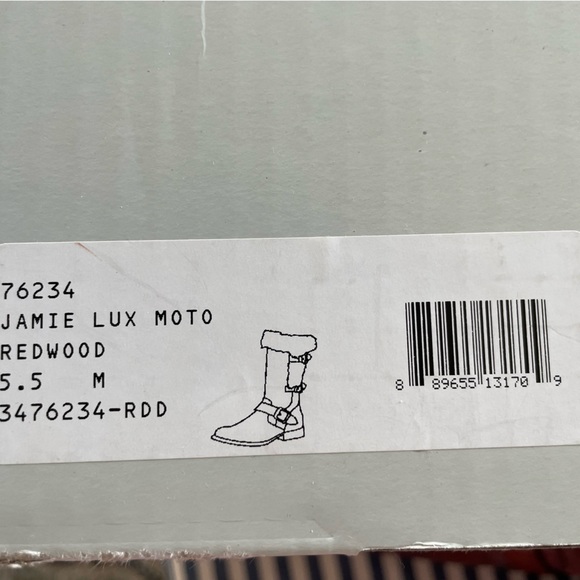 76234
JAMIE LUX MOTO
REDWOOD
5.5 M
3476234-RDD
8 89655 13170 9